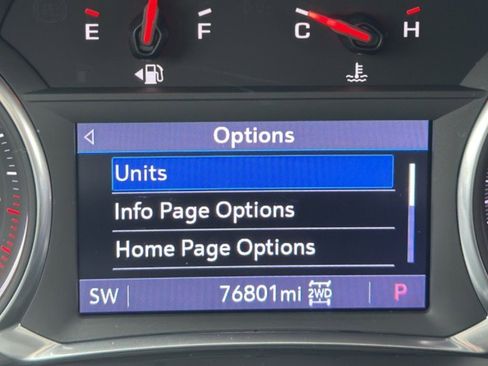 E F C H
Options
Units
Info Page Options
Home Page Options
SW 76801mi 2WD P